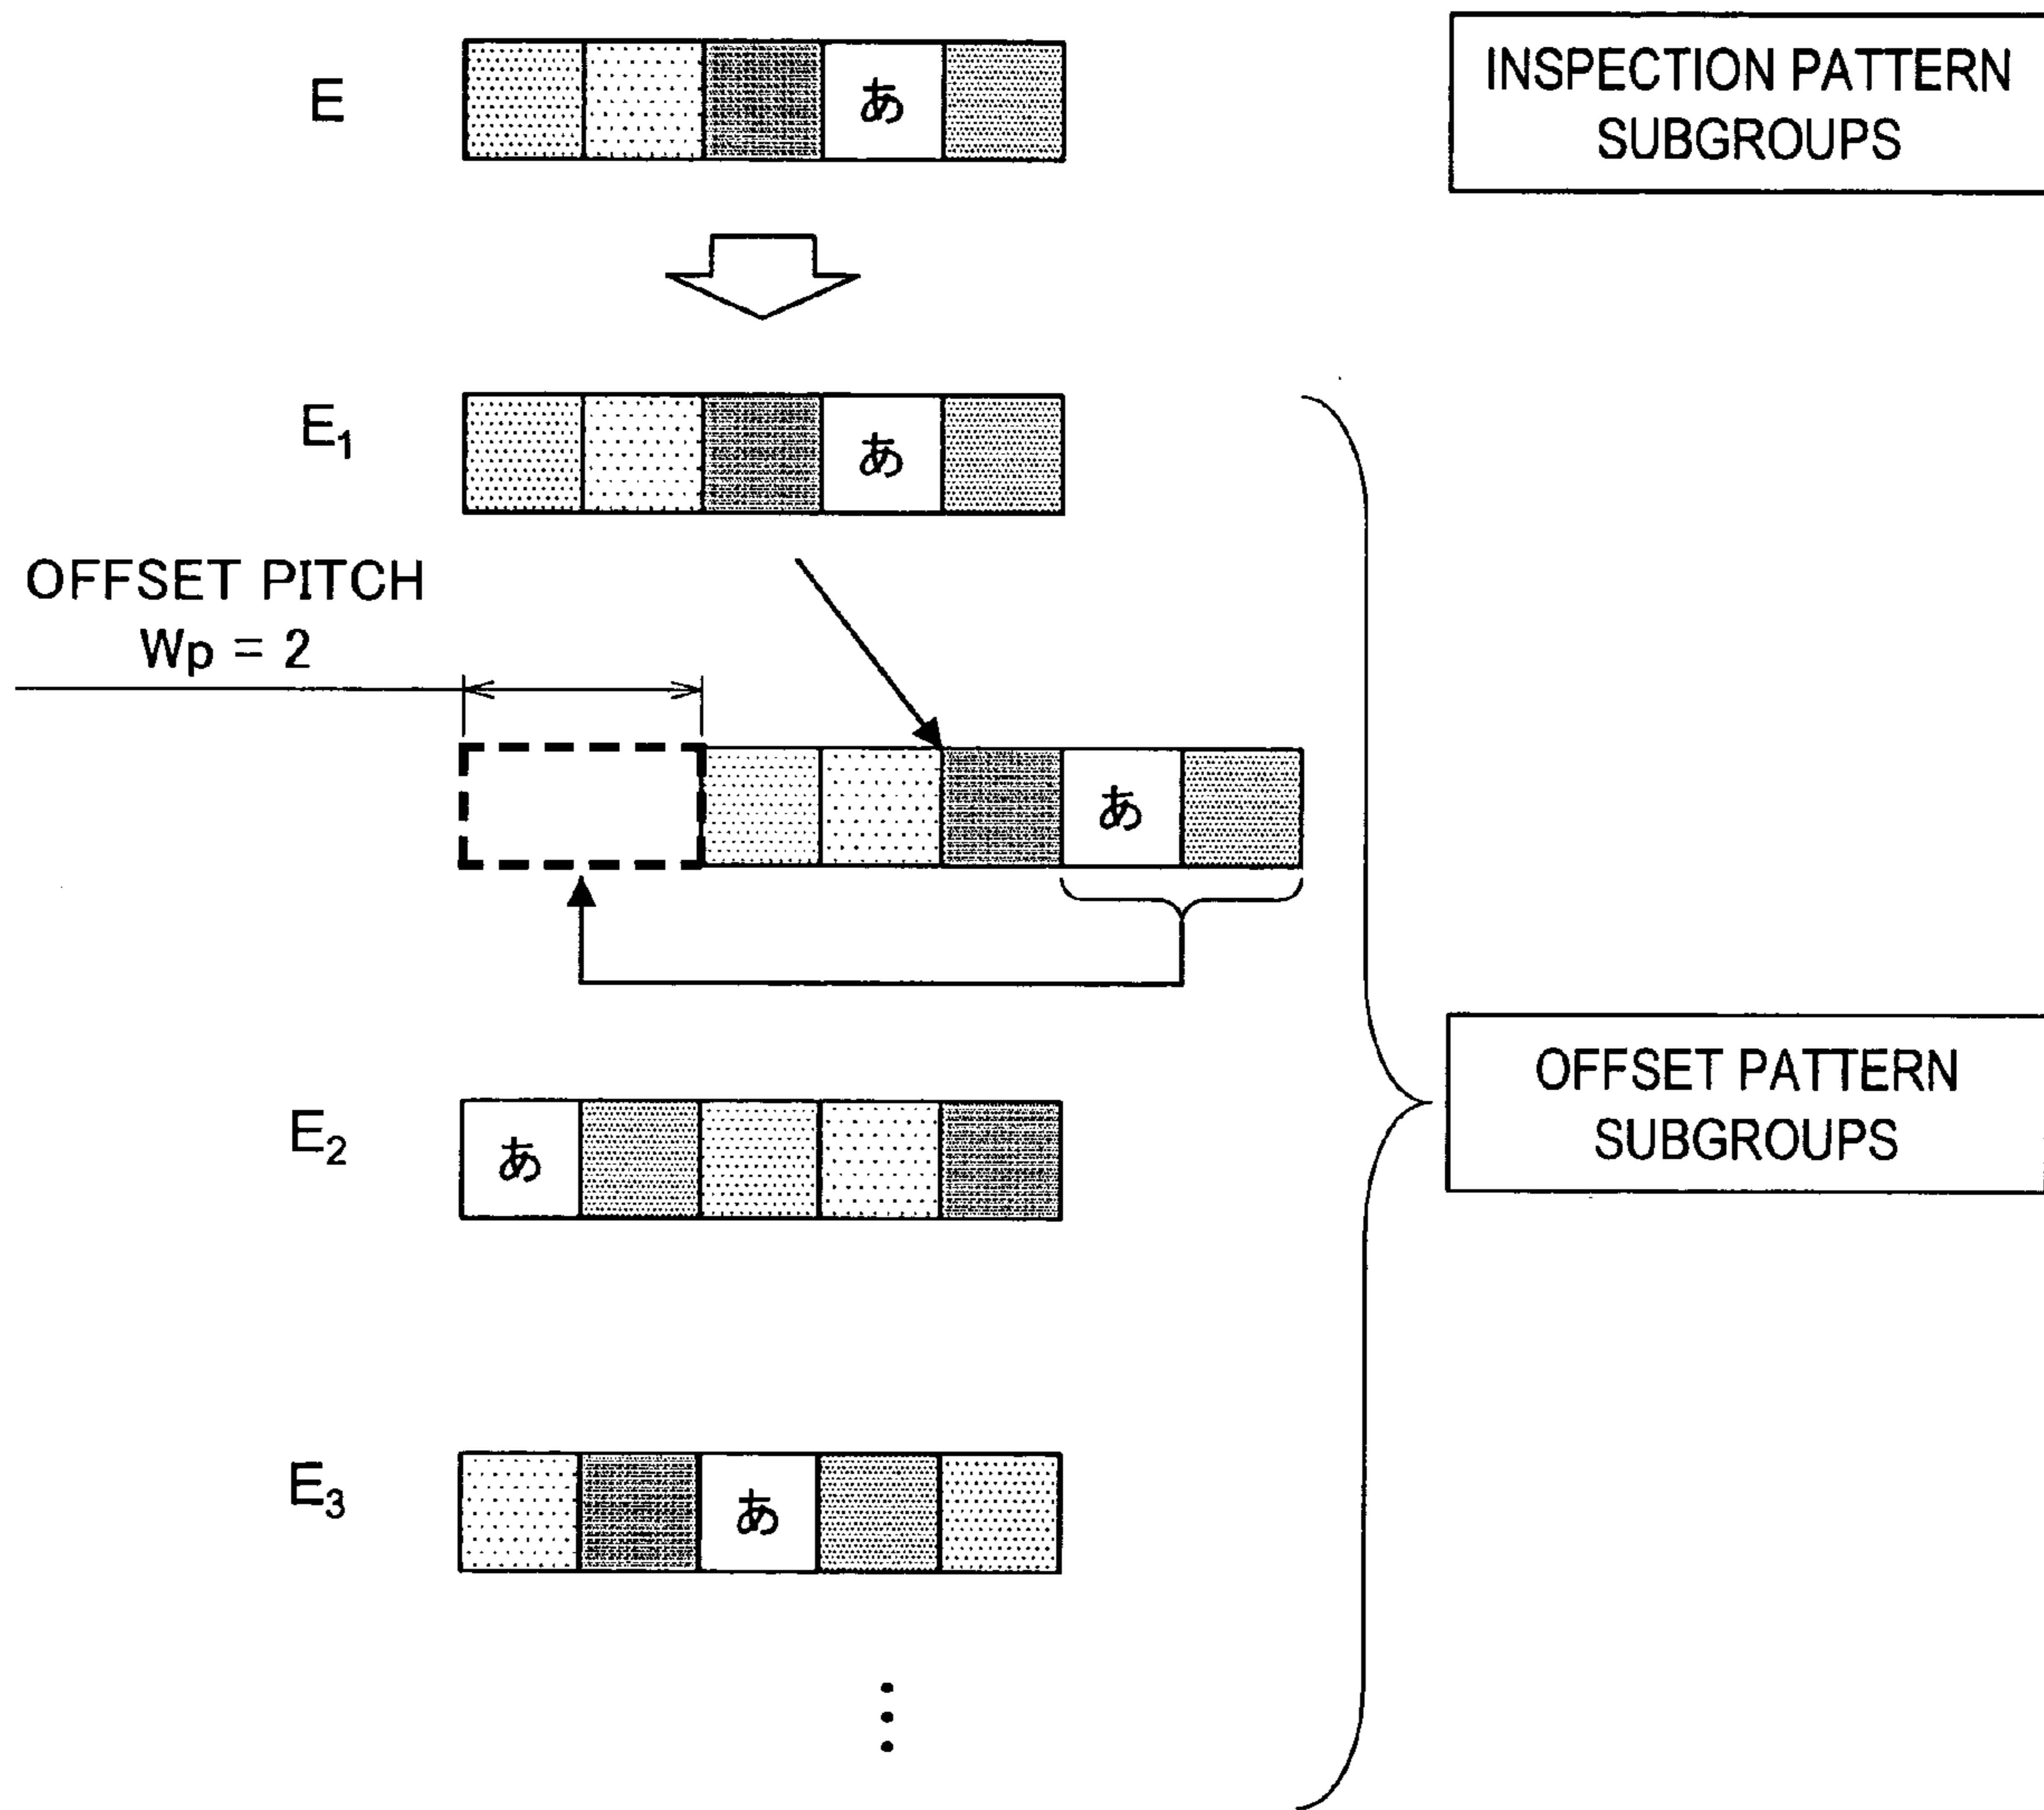 E
あ
INSPECTION PATTERN
SUBGROUPS
E₁
あ
OFFSET PITCH
Wp = 2
あ
E₂
あ
OFFSET PATTERN
SUBGROUPS
E₃
あ